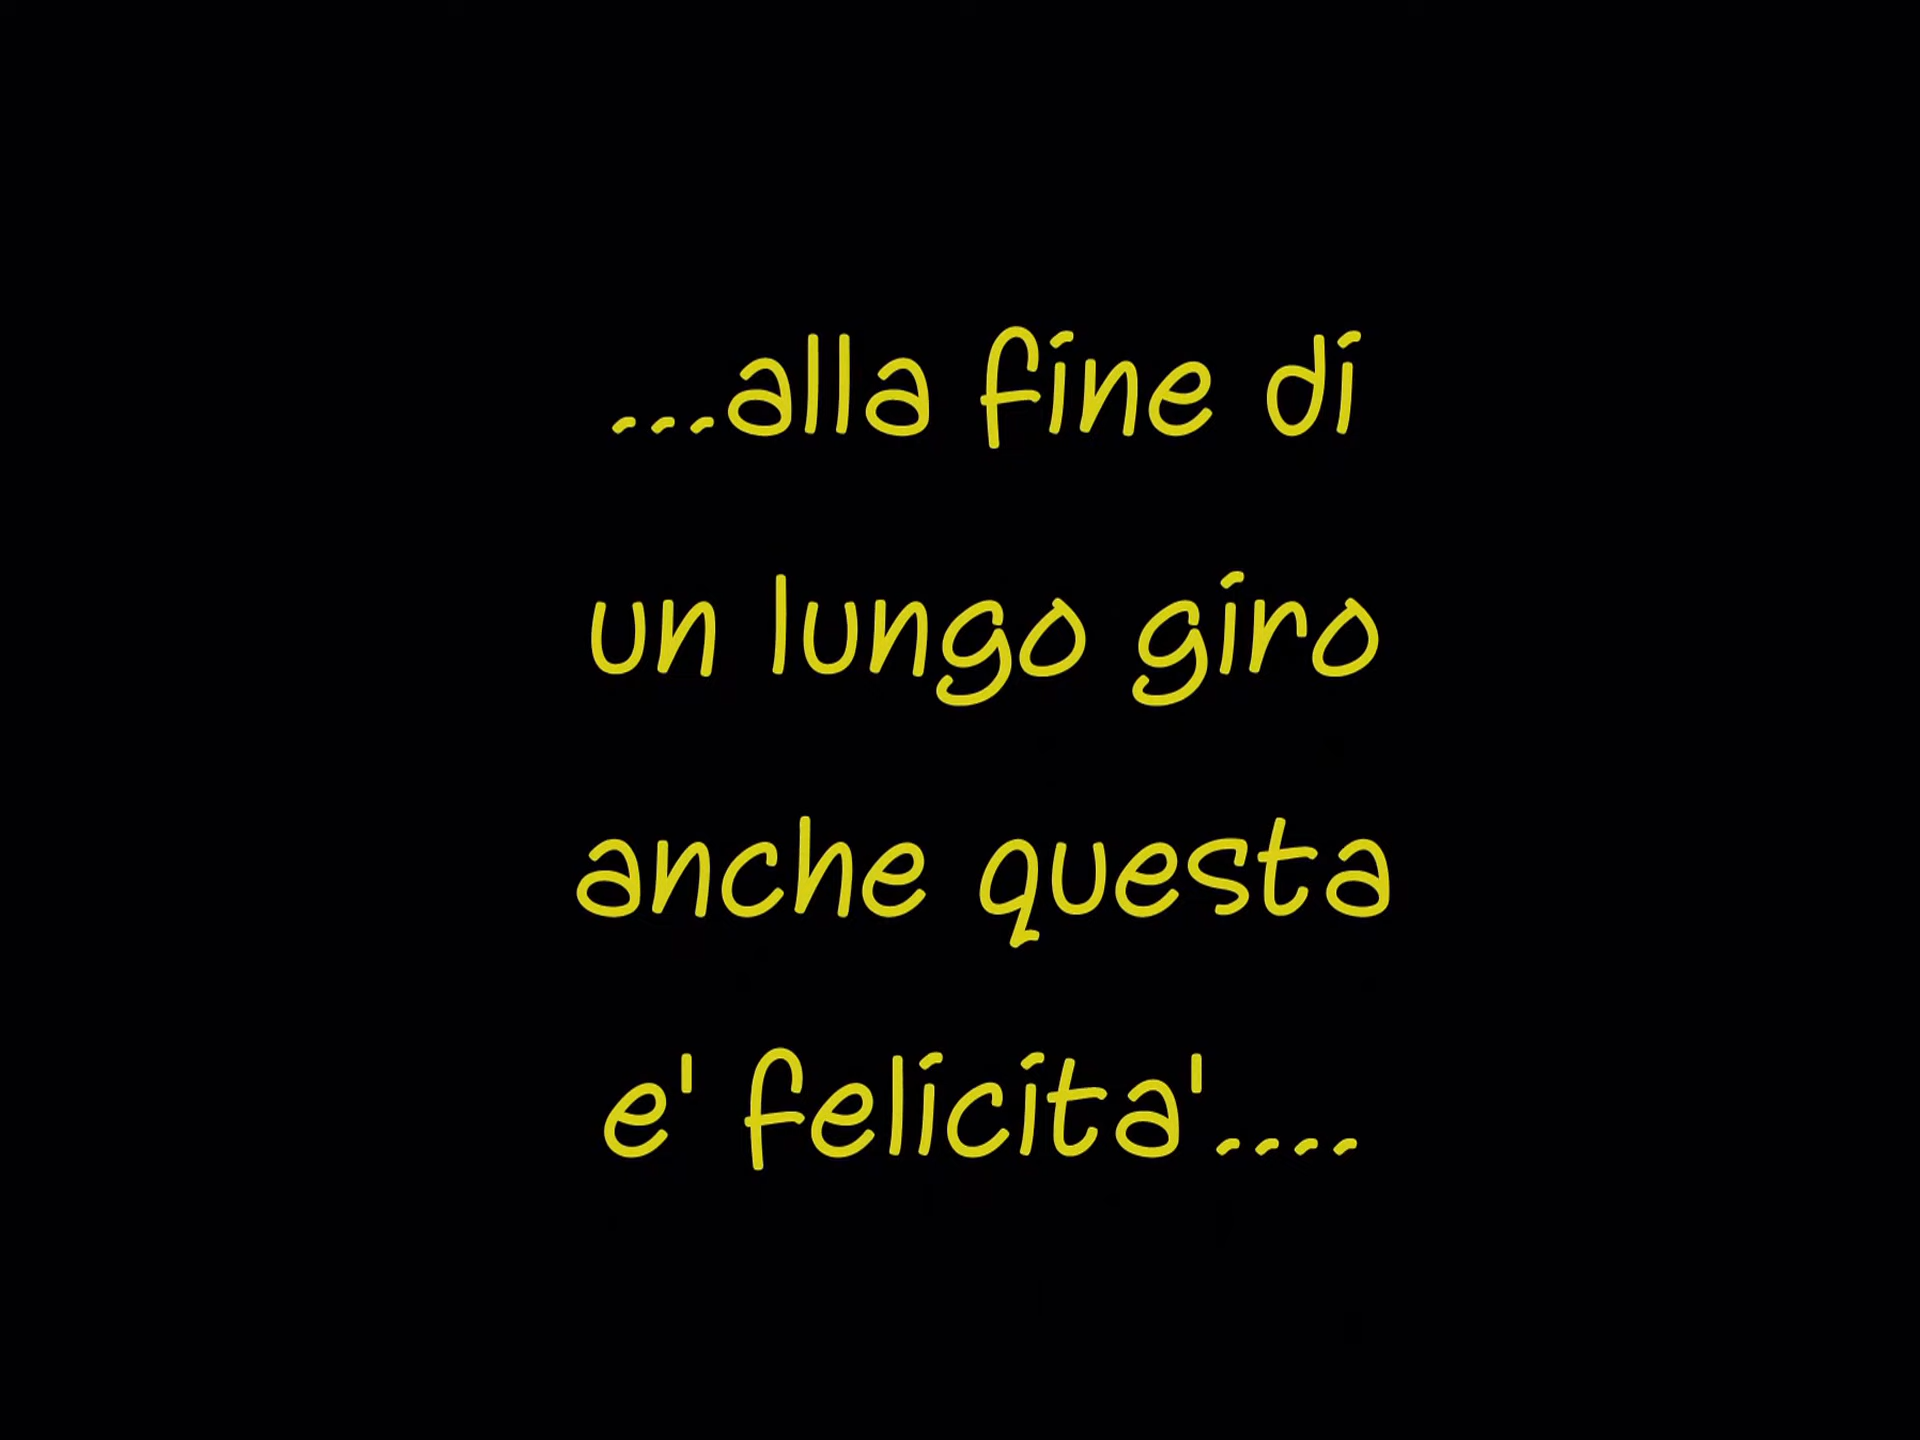 ...alla fine di
un lungo giro
anche questa
e' felicita'....